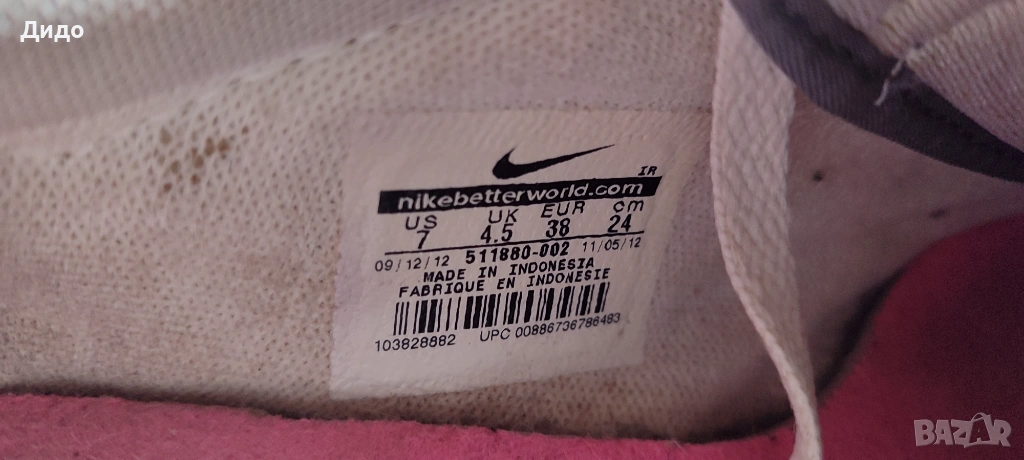 Дидо
IR
nikebetterworld.com
US UK EUR cm
7 4.5 38 24
09/12/12 511880-002 11/05/12
MADE IN INDONESIA
FABRIQUE EN INDONESIE
103828882 UPC 00886736786483
BAZAR